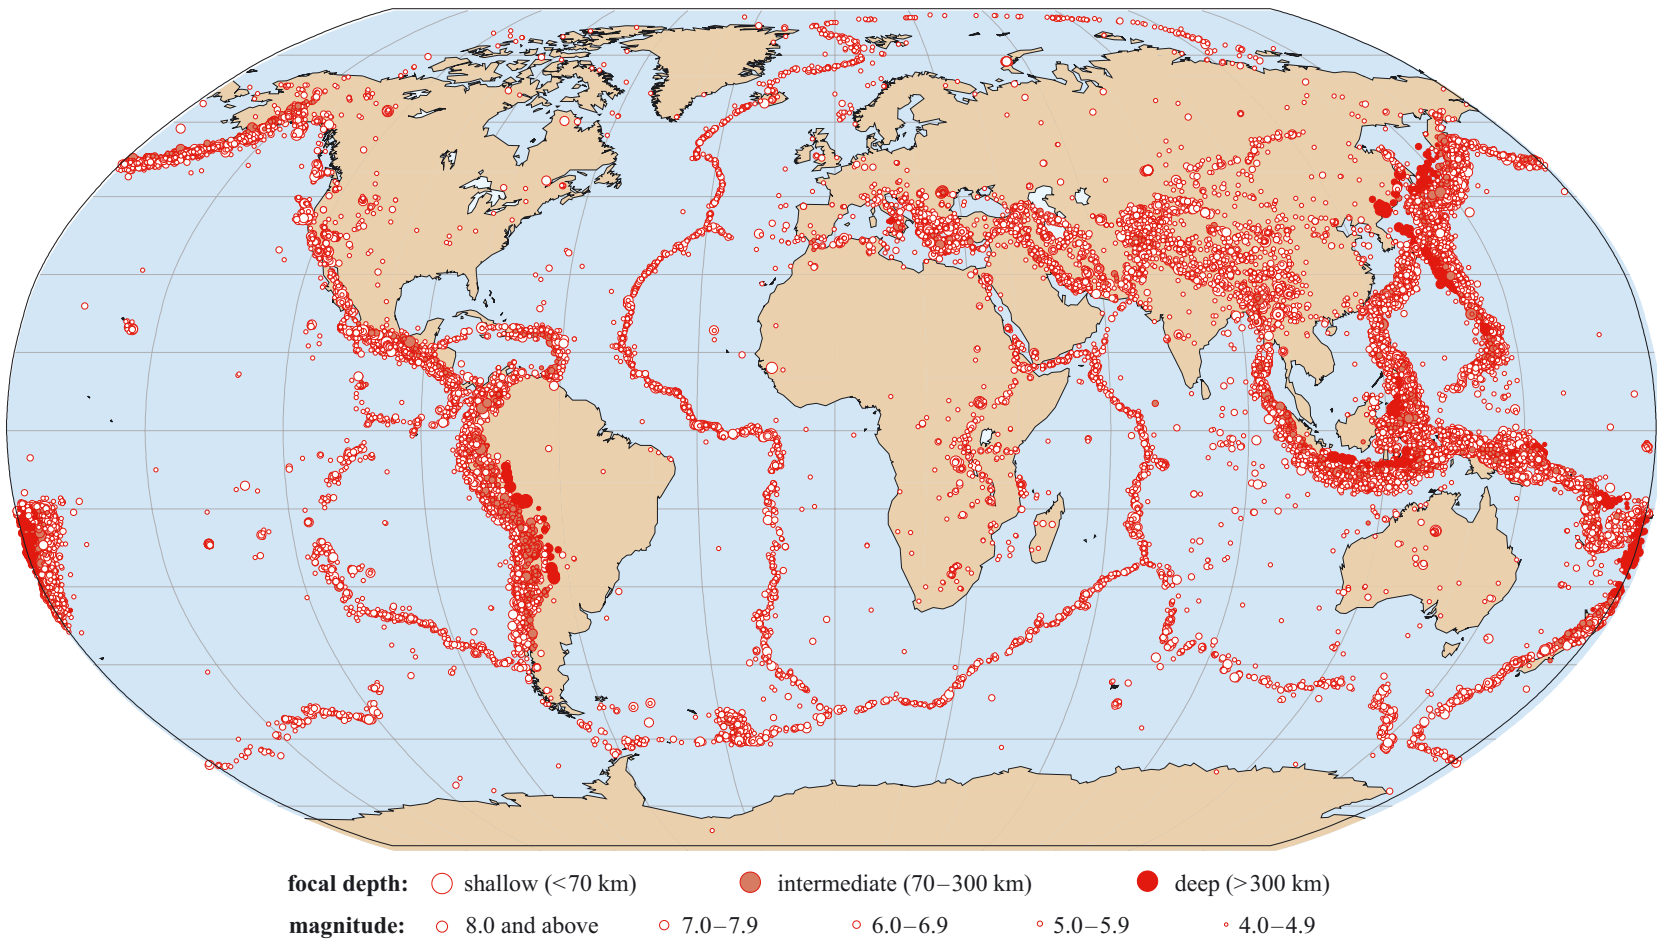 focal depth: shallow (<70 km) intermediate (70–300 km) deep (>300 km)
magnitude: 8.0 and above 7.0–7.9 6.0–6.9 5.0–5.9 4.0–4.9